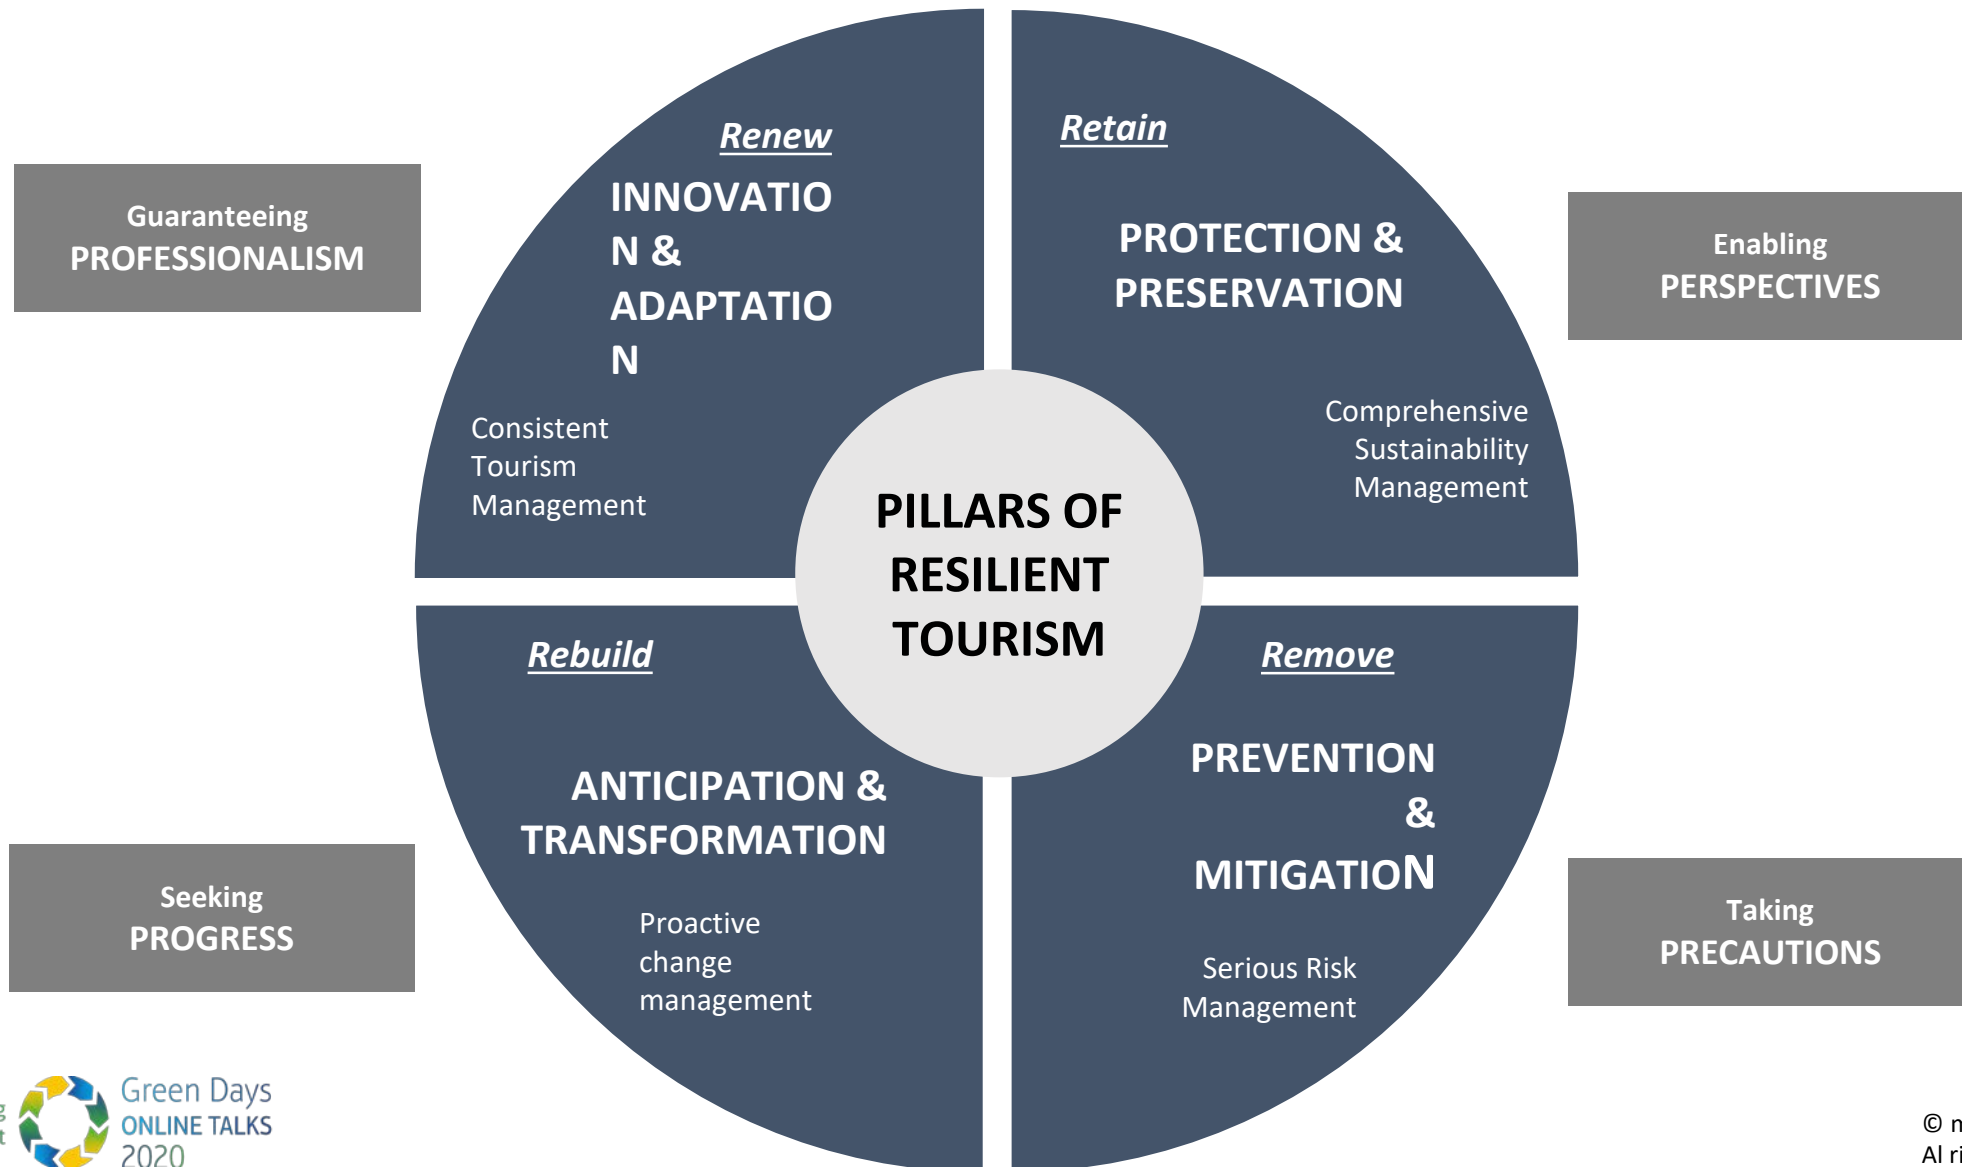 Renew
INNOVATIO
N &
ADAPTATIO
N
Consistent
Tourism
Management
Retain
PROTECTION &
PRESERVATION
Comprehensive
Sustainability
Management
Guaranteeing
PROFESSIONALISM
Enabling
PERSPECTIVES
PILLARS OF
RESILIENT
TOURISM
Rebuild
ANTICIPATION &
TRANSFORMATION
Proactive
change
management
Remove
PREVENTION
&
MITIGATION
Serious Risk
Management
Seeking
PROGRESS
Taking
PRECAUTIONS
Green Days
ONLINE TALKS
2020
©
Al